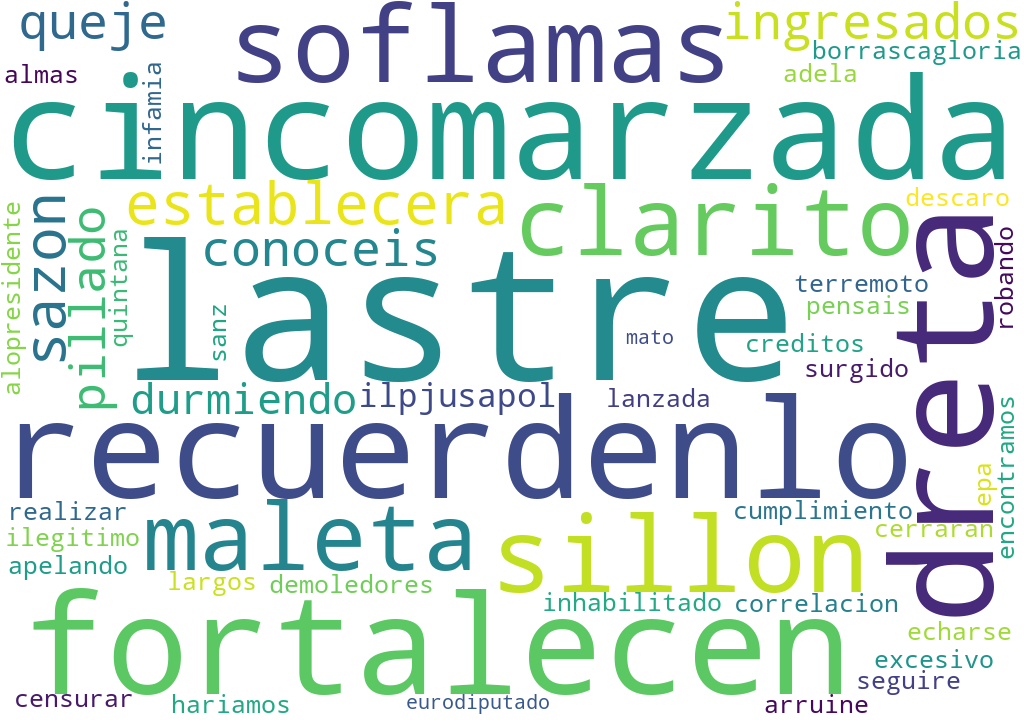 queje
soflamas
ingresados
borrascagloria
almas
adela
infamia
cincomarzada
establecera
clarito
descaro
sazon
pillado
quintana
alopresidente
conoceis
lastre
dreta
robando
terremoto
pensais
sanz
mato
creditos
surgido
durmiendo
ilpjusapol
lanzada
recuerdenlo
encontramos
epa
realizar
maleta
sillon
cumplimiento
cerraran
ilegitimo
apelando
largos
demoledores
inhabilitado
correlacion
fortalecen
echarse
excesivo
seguire
censurar
hariamos
eurodiputado
arruine